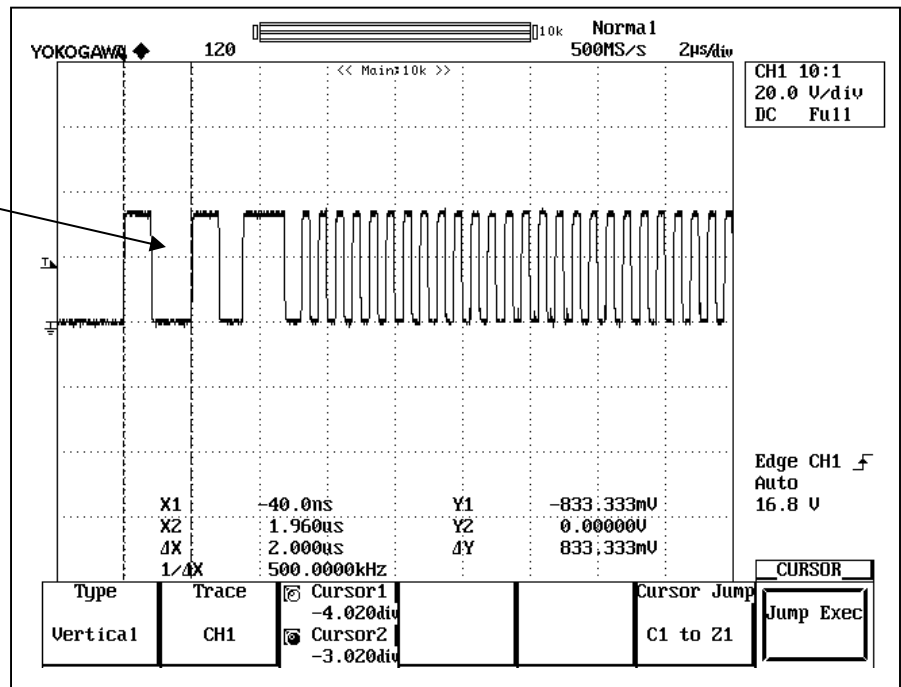 10k Normal
YOKOGAWA ◆ 120 500MS/s 2µs/div
<< Main:10k >>
CH1 10:1
20.0 V/div
DC Full
T
Edge CH1
Auto
16.8 V
X1 -40.0ns Y1 -833.333mV
X2 1.960us Y2 0.00000V
ΔX 2.000us ΔY 833.333mV
1/ΔX 500.0000kHz
CURSOR
Type
Vertical
Trace
CH1
Cursor1
-4.020div
Cursor2
-3.020div
Cursor Jump
C1 to Z1
Jump Exec